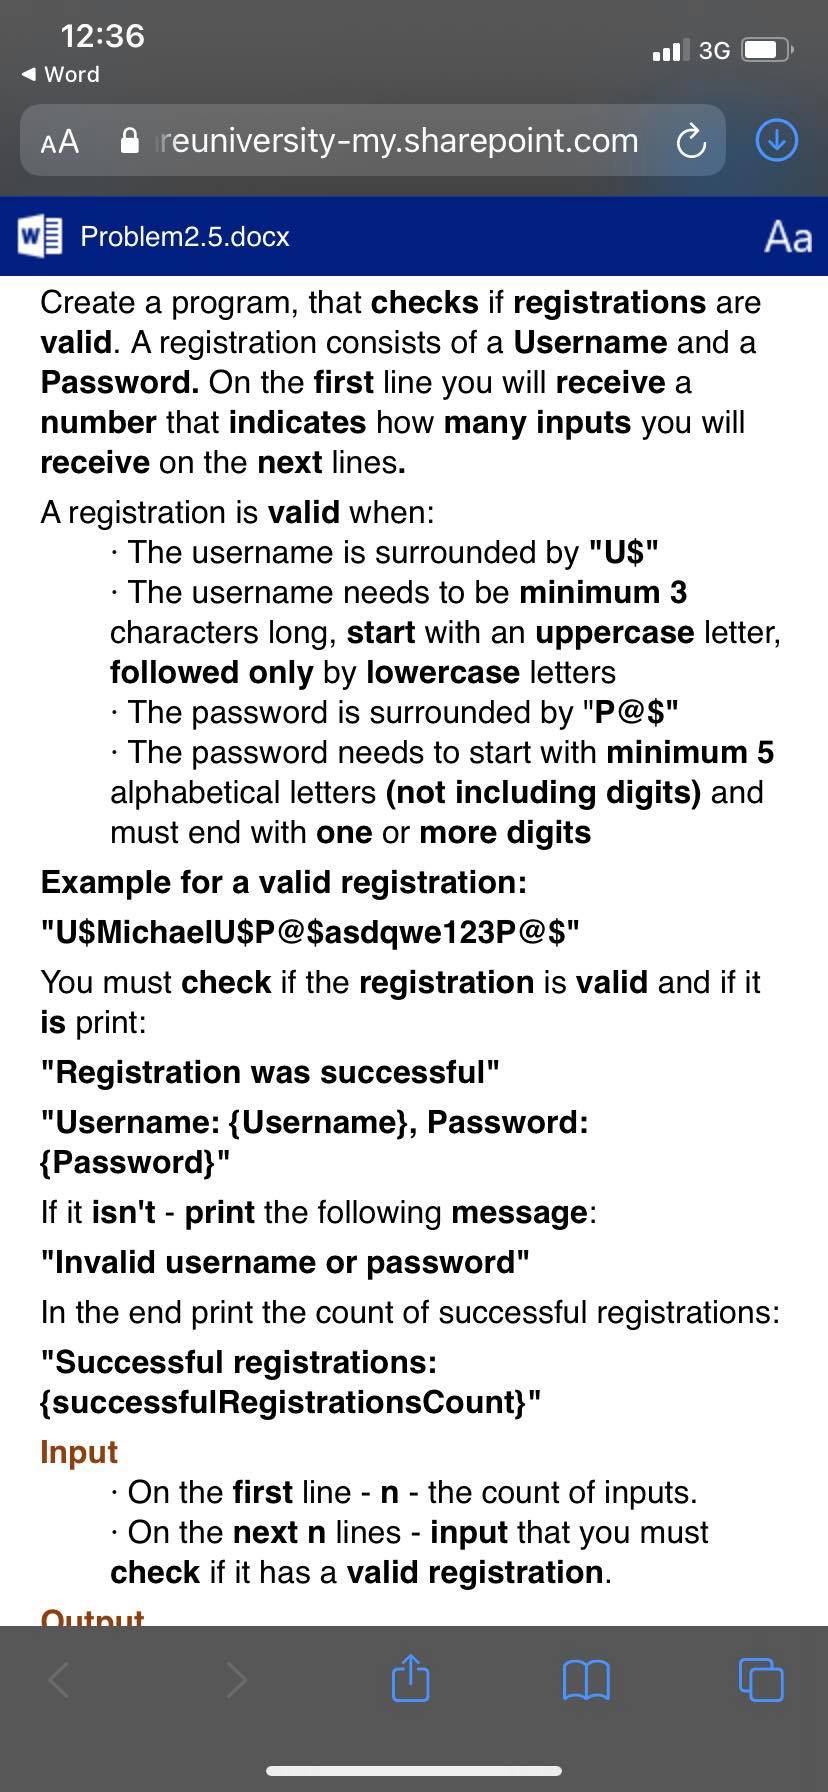 12:36
3G
◀ Word
AA reuniversity-my.sharepoint.com
W Problem2.5.docx Aa
Create a program, that checks if registrations are
valid. A registration consists of a Username and a
Password. On the first line you will receive a
number that indicates how many inputs you will
receive on the next lines.
A registration is valid when:
· The username is surrounded by "U$"
· The username needs to be minimum 3
characters long, start with an uppercase letter,
followed only by lowercase letters
· The password is surrounded by "P@$"
· The password needs to start with minimum 5
alphabetical letters (not including digits) and
must end with one or more digits
Example for a valid registration:
"U$MichaelU$P@$asdqwe123P@$"
You must check if the registration is valid and if it
is print:
"Registration was successful"
"Username: {Username}, Password:
{Password}"
If it isn't - print the following message:
"Invalid username or password"
In the end print the count of successful registrations:
"Successful registrations:
{successfulRegistrationsCount}"
Input
· On the first line - n - the count of inputs.
· On the next n lines - input that you must
check if it has a valid registration.
Output